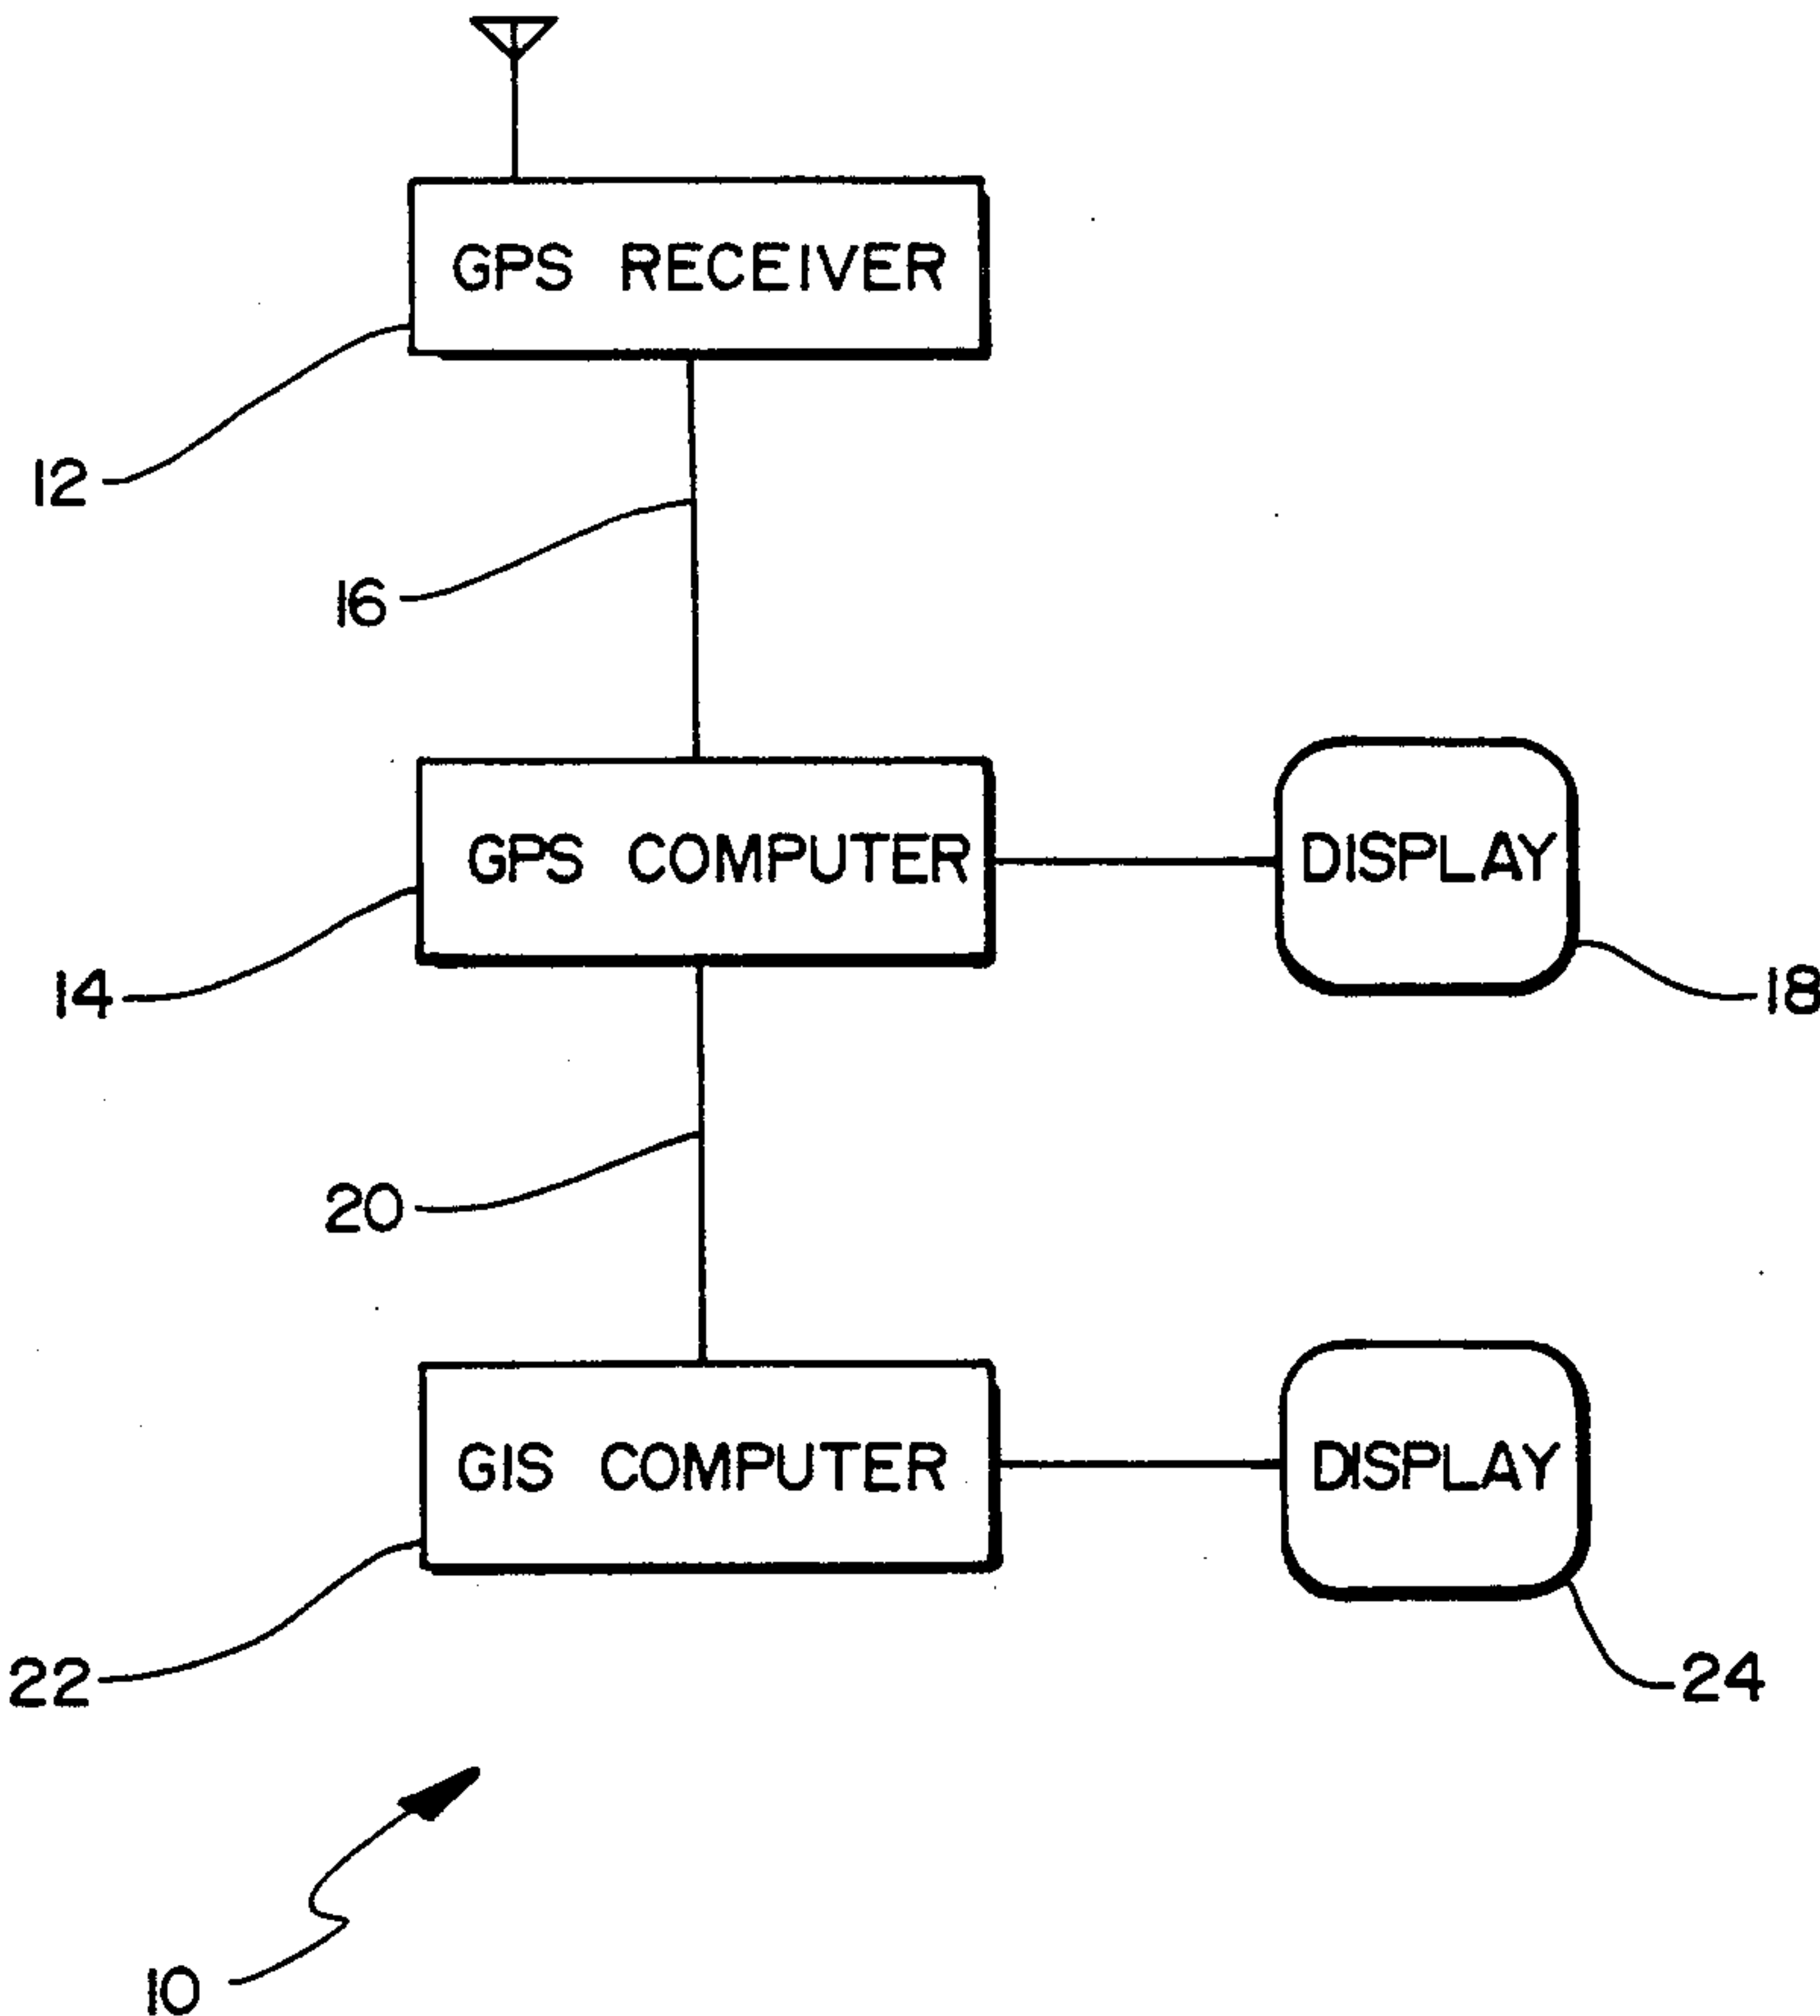 GPS RECEIVER
12
16
GPS COMPUTER
DISPLAY
14
18
20
GIS COMPUTER
DISPLAY
22
24
10